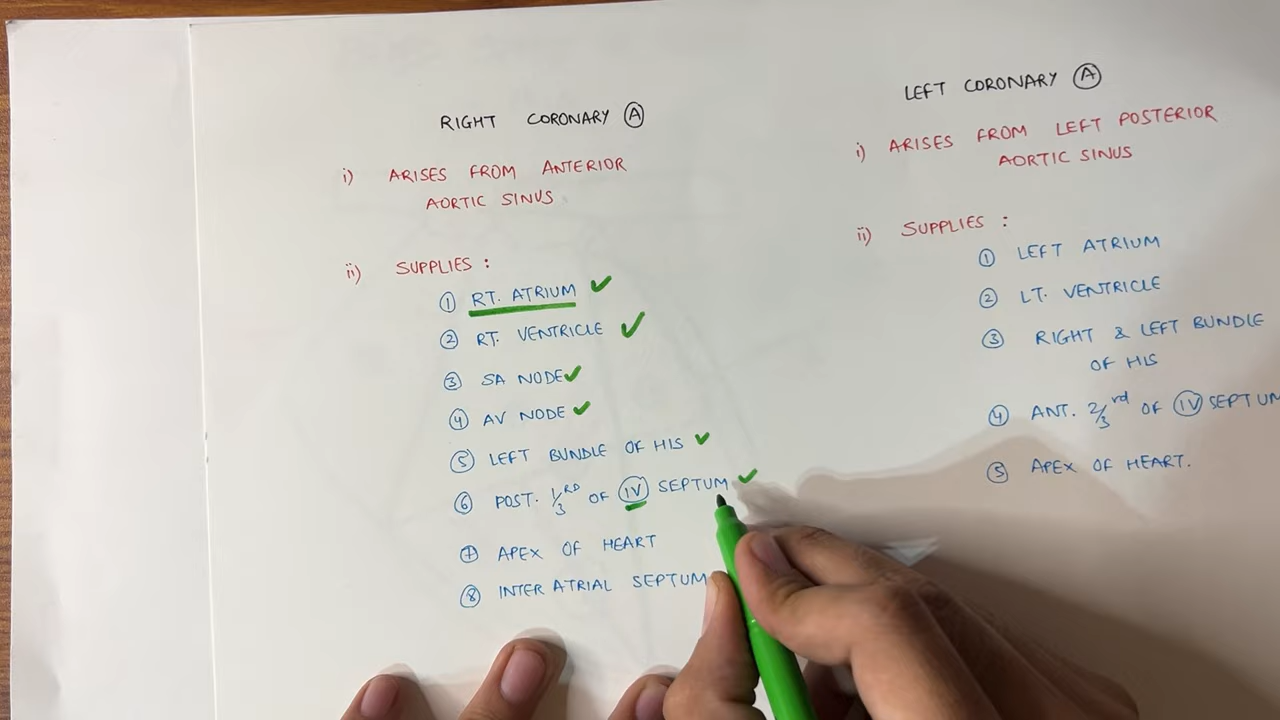 RIGHT CORONARY Ⓐ
i) ARISES FROM ANTERIOR
AORTIC SINUS
ii) SUPPLIES :
① RT. ATRIUM ✓
② RT. VENTRICLE ✓
③ SA NODE ✓
④ AV NODE ✓
⑤ LEFT BUNDLE OF HIS ✓
⑥ POST. 1/3RD OF IV SEPTUM ✓
⑦ APEX OF HEART
⑧ INTER ATRIAL SEPTUM
LEFT CORONARY Ⓐ
i) ARISES FROM LEFT POSTERIOR
AORTIC SINUS
ii) SUPPLIES :
① LEFT ATRIUM
② LT. VENTRICLE
③ RIGHT & LEFT BUNDLE
OF HIS
④ ANT. 2/3rd OF IV SEPTUM
⑤ APEX OF HEART.